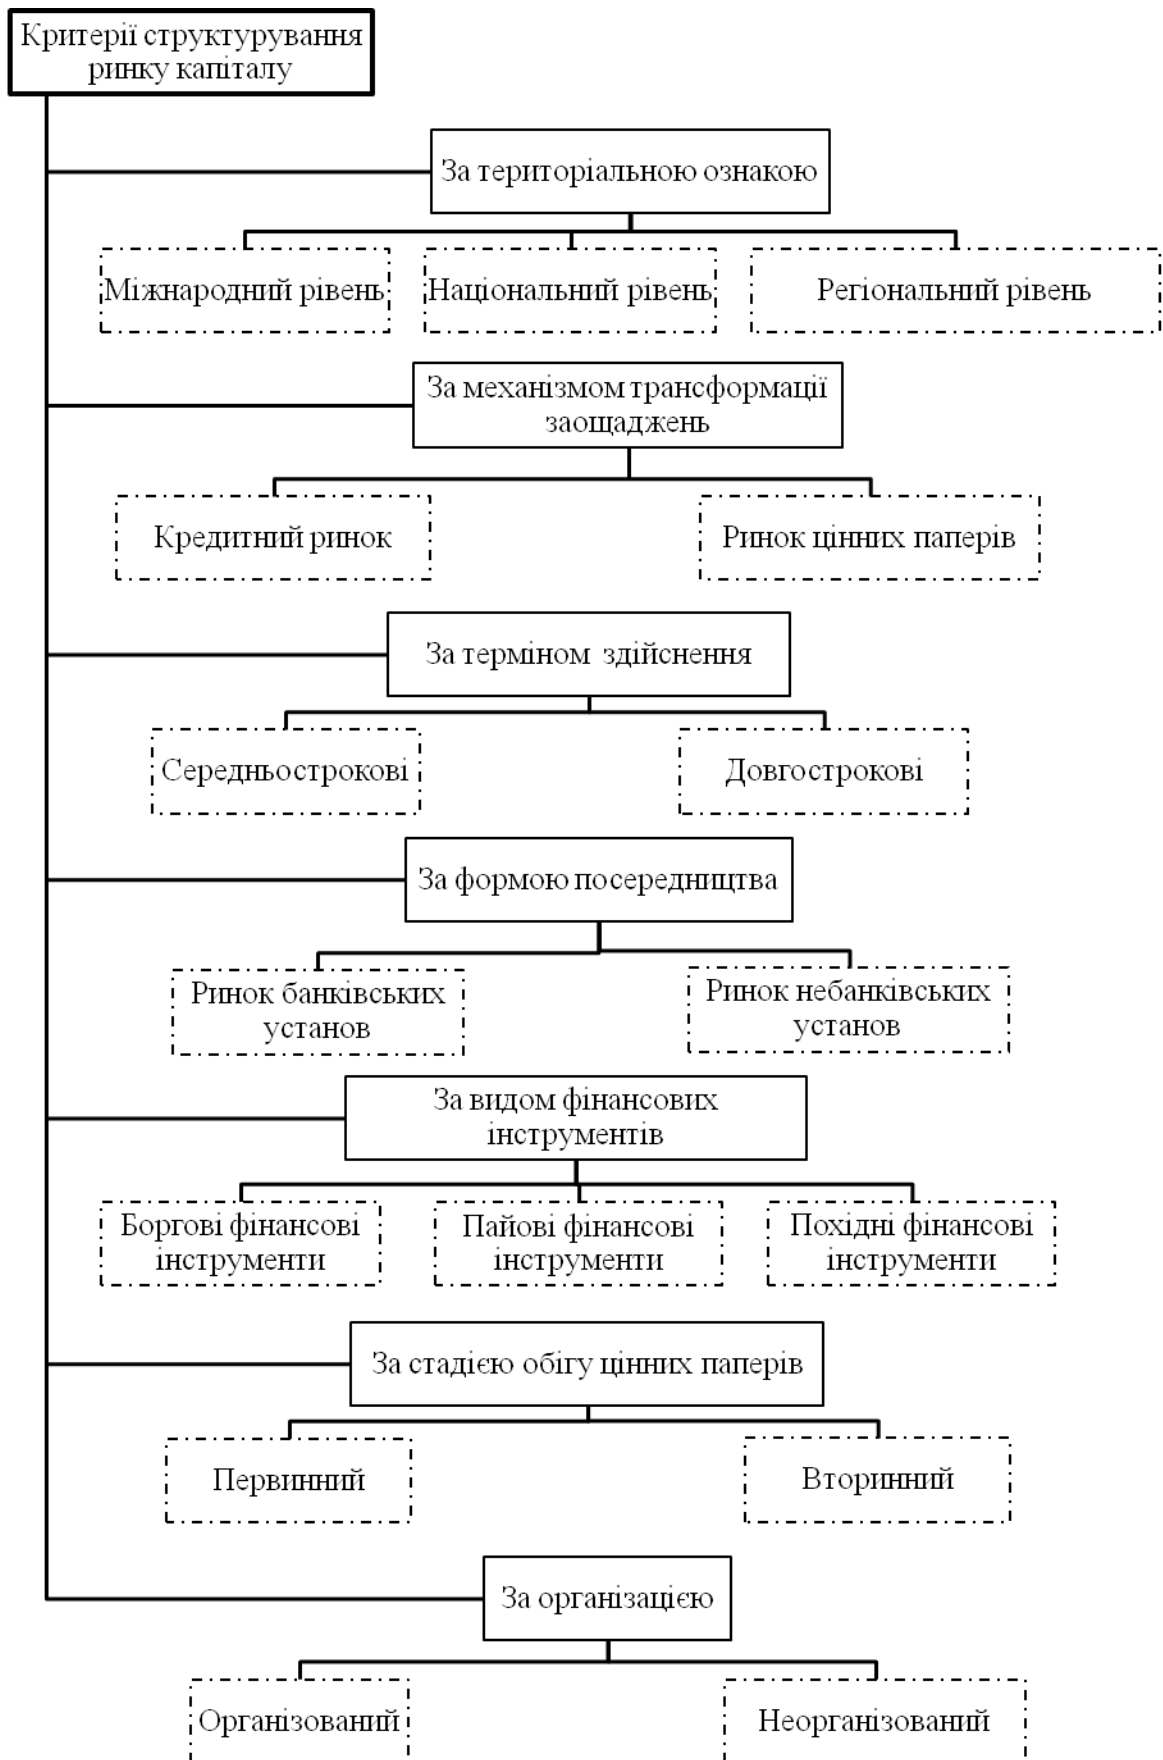 Критерії структурування
ринку капіталу
За територіальною ознакою
Міжнародний рівень
Національний рівень
Регіональний рівень
За механізмом трансформації
заощаджень
Кредитний ринок
Ринок цінних паперів
За терміном здійснення
Середньострокові
Довгострокові
За формою посередництва
Ринок банківських
установ
Ринок небанківських
установ
За видом фінансових
інструментів
Боргові фінансові
інструменти
Пайові фінансові
інструменти
Похідні фінансові
інструменти
За стадією обігу цінних паперів
Первинний
Вторинний
За організацією
Організований
Неорганізований